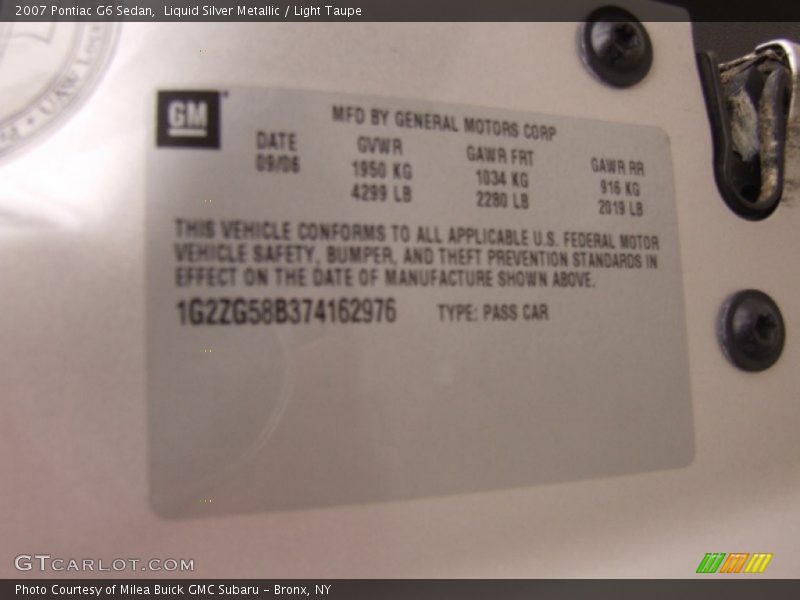 2007 Pontiac G6 Sedan,  Liquid Silver Metallic / Light Taupe
UAW
GM
MFD BY GENERAL MOTORS CORP
DATE GVWR GAWR FRT GAWR RR
09/06 1950 KG 1034 KG 916 KG
4299 LB 2280 LB 2019 LB
THIS VEHICLE CONFORMS TO ALL APPLICABLE U.S. FEDERAL MOTOR
VEHICLE SAFETY, BUMPER, AND THEFT PREVENTION STANDARDS IN
EFFECT ON THE DATE OF MANUFACTURE SHOWN ABOVE.
1G2ZG58B374162976 TYPE: PASS CAR
GTCARLOT.COM
Photo Courtesy of Milea Buick GMC Subaru - Bronx, NY